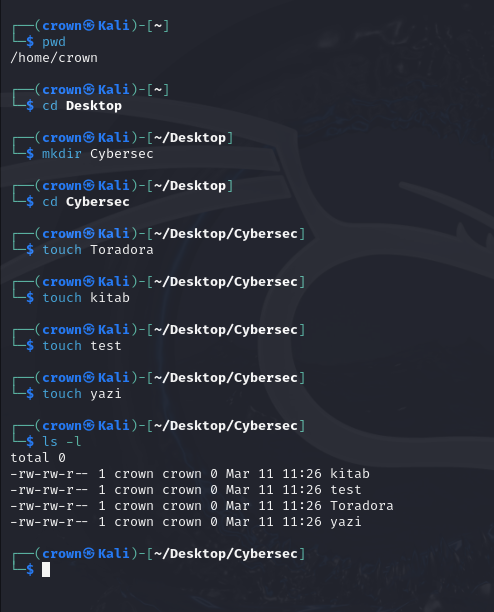 ┌──(crown㉿Kali)-[~]
└─$ pwd
/home/crown
┌──(crown㉿Kali)-[~]
└─$ cd Desktop
┌──(crown㉿Kali)-[~/Desktop]
└─$ mkdir Cybersec
┌──(crown㉿Kali)-[~/Desktop]
└─$ cd Cybersec
┌──(crown㉿Kali)-[~/Desktop/Cybersec]
└─$ touch Toradora
┌──(crown㉿Kali)-[~/Desktop/Cybersec]
└─$ touch kitab
┌──(crown㉿Kali)-[~/Desktop/Cybersec]
└─$ touch test
┌──(crown㉿Kali)-[~/Desktop/Cybersec]
└─$ touch yazi
┌──(crown㉿Kali)-[~/Desktop/Cybersec]
└─$ ls -l
total 0
-rw-rw-r-- 1 crown crown 0 Mar 11 11:26 kitab
-rw-rw-r-- 1 crown crown 0 Mar 11 11:26 test
-rw-rw-r-- 1 crown crown 0 Mar 11 11:26 Toradora
-rw-rw-r-- 1 crown crown 0 Mar 11 11:26 yazi
┌──(crown㉿Kali)-[~/Desktop/Cybersec]
└─$